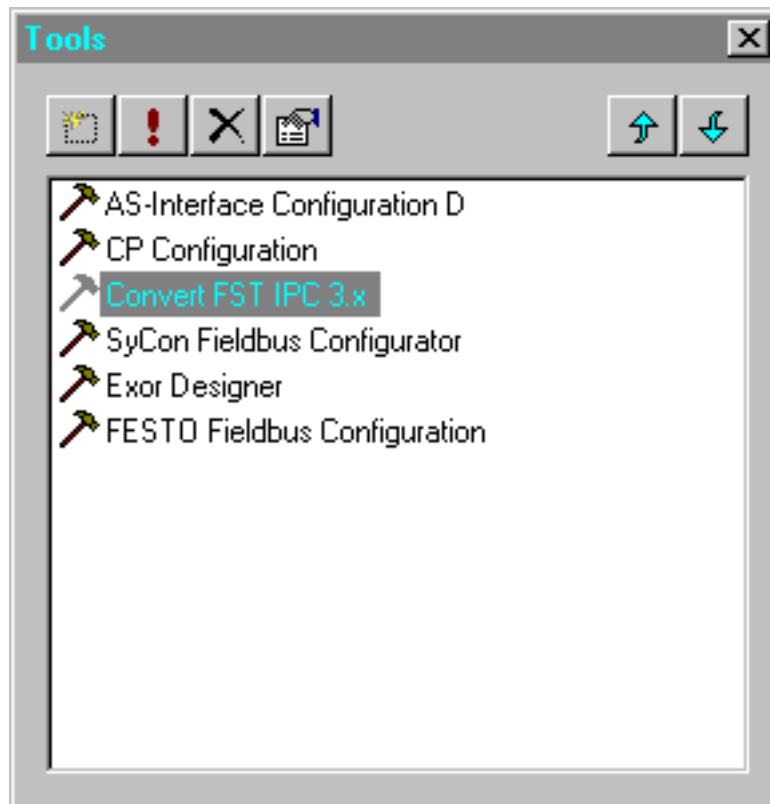 Tools
AS-Interface Configuration D
CP Configuration
Convert FST IPC 3.x
SyCon Fieldbus Configurator
Exor Designer
FESTO Fieldbus Configuration